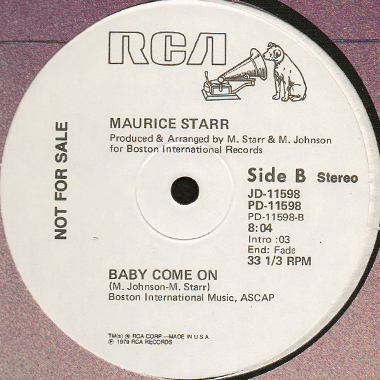 RCA
MAURICE STARR
Produced & Arranged by M. Starr & M. Johnson
for Boston International Records
NOT FOR SALE
Side B Stereo
JD-11598
PD-11598
PD-11598-B
8:04
Intro :03
End: Fade
33 1/3 RPM
BABY COME ON
(M. Johnson-M. Starr)
Boston International Music, ASCAP
TM(s) ® RCA CORP.—MADE IN U.S.A.
℗ 1979 RCA RECORDS